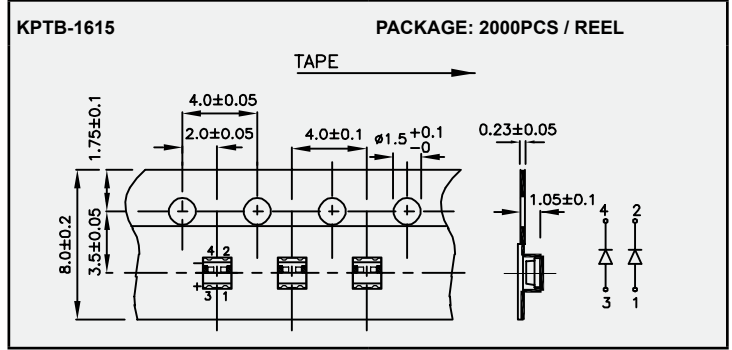 KPTB-1615 PACKAGE: 2000PCS / REEL
TAPE
4.0±0.05
2.0±0.05 4.0±0.1 ø1.5 +0.1 -0 0.23±0.05
1.75±0.1
1.05±0.1
8.0±0.2
3.5±0.05
4 2
4 2
− 
+ 3 1
3 1